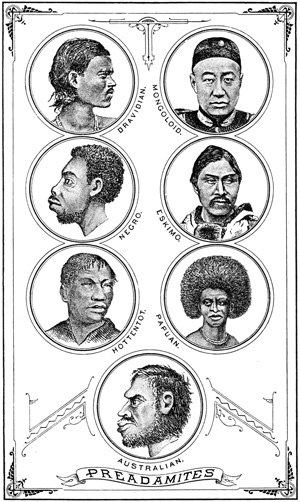 DRAVIDIAN.
MONGOLOID.
NEGRO.
ESKIMO.
HOTTENTOT.
PAPUAN.
AUSTRALIAN.
PREADAMITES